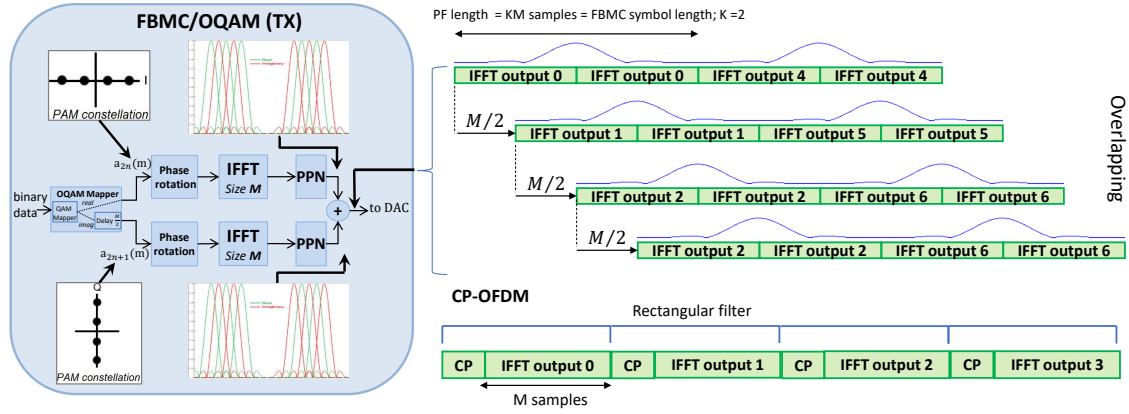 FBMC/OQAM (TX)
I
PAM constellation
a2n(m)
binary
data
OQAM Mapper
QAM
Mapper
real
imag
Delay M/2
Phase
rotation
IFFT
Size M
PPN
+
to DAC
Phase
rotation
IFFT
Size M
PPN
a2n+1(m)
Q
PAM constellation
PF length = KM samples = FBMC symbol length; K =2
IFFT output 0 IFFT output 0 IFFT output 4 IFFT output 4
M/2
IFFT output 1 IFFT output 1 IFFT output 5 IFFT output 5
M/2
IFFT output 2 IFFT output 2 IFFT output 6 IFFT output 6
M/2
IFFT output 2 IFFT output 2 IFFT output 6 IFFT output 6
Overlapping
CP-OFDM
Rectangular filter
CP IFFT output 0 CP IFFT output 1 CP IFFT output 2 CP IFFT output 3
M samples